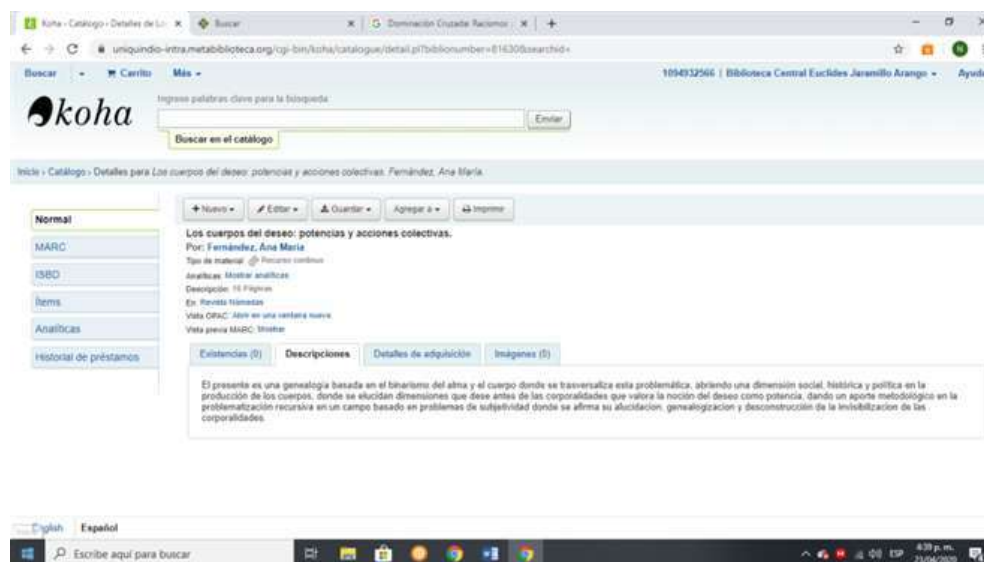 Koha › Catálogo › Detalles de Lo
Buscar
Dominación Cruzada Racismos
uniquindio-intra.metabiblioteca.org/cgi-bin/koha/catalogue/detail.pl?biblionumber=81630&searchid=
Buscar Carrito Más
1094932566 | Biblioteca Central Euclides Jaramillo Arango Ayuda
koha
Ingrese palabras clave para la búsqueda:
Enviar
Buscar en el catálogo
Inicio › Catálogo › Detalles para Los cuerpos del deseo: potencias y acciones colectivas. Fernández, Ana María.
Normal
MARC
ISBD
Ítems
Analíticas
Historial de préstamos
+ Nuevo Editar Guardar Agregar a Imprimir
Los cuerpos del deseo: potencias y acciones colectivas.
Por: Fernández, Ana María
Tipo de material: Recurso continuo
Analíticas: Mostrar analíticas
Descripción: Páginas
En: Revista Nómadas
Vista OPAC: Abrir en una ventana nueva
Vista previa MARC: Mostrar
Existencias (0) Descripciones Detalles de adquisición Imágenes (0)
El presente es una genealogía basada en el binarismo del alma y el cuerpo donde se trasversaliza esta problemática, abriendo una dimensión social, histórica y política en la
producción de los cuerpos, donde se elucidan dimensiones que dese antes de las corporalidades que valora la noción del deseo como potencia, dando un aporte metodológico en la
problematización recursiva en un campo basado en problemas de subjetividad donde se afirma su alucidacion, genealogizacion y desconstrucción de la invisibilizacion de las
corporalidades.
English Español
Escribe aquí para buscar
ESP
4:39 p. m.
23/04/2020